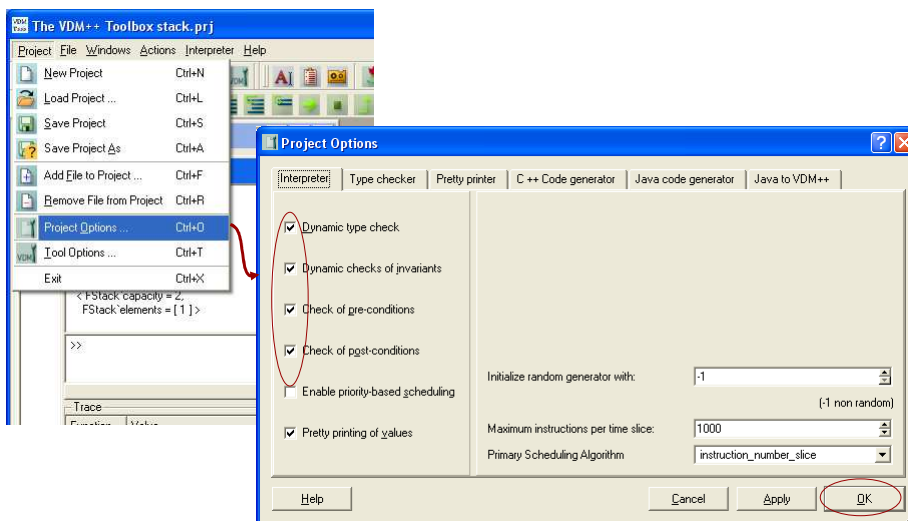 The VDM++ Toolbox stack.prj
Project File Windows Actions Interpreter Help
New Project Ctrl+N
Load Project ... Ctrl+L
Save Project Ctrl+S
Save Project As Ctrl+A
Add File to Project ... Ctrl+F
Remove File from Project Ctrl+R
Project Options ... Ctrl+O
Tool Options ... Ctrl+T
Exit Ctrl+X
< FStack`capacity = 2,
FStack`elements = [ 1 ] >
>>
Trace
Project Options
Interpreter Type checker Pretty printer C ++ Code generator Java code generator Java to VDM++
Dynamic type check
Dynamic checks of invariants
Check of pre-conditions
Check of post-conditions
Enable priority-based scheduling
Pretty printing of values
Initialize random generator with: -1
(-1 non random)
Maximum instructions per time slice: 1000
Primary Scheduling Algorithm instruction_number_slice
Help Cancel Apply OK